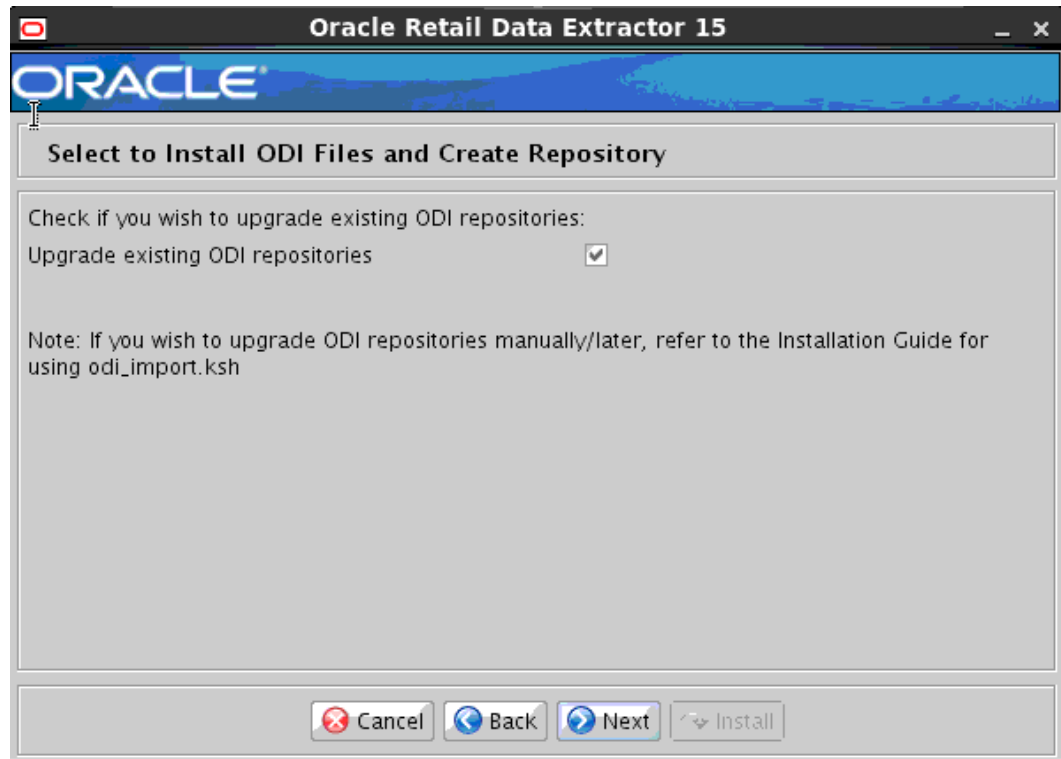 Oracle Retail Data Extractor 15
ORACLE
Select to Install ODI Files and Create Repository
Check if you wish to upgrade existing ODI repositories:
Upgrade existing ODI repositories
Note: If you wish to upgrade ODI repositories manually/later, refer to the Installation Guide for
using odi_import.ksh
Cancel Back Next Install